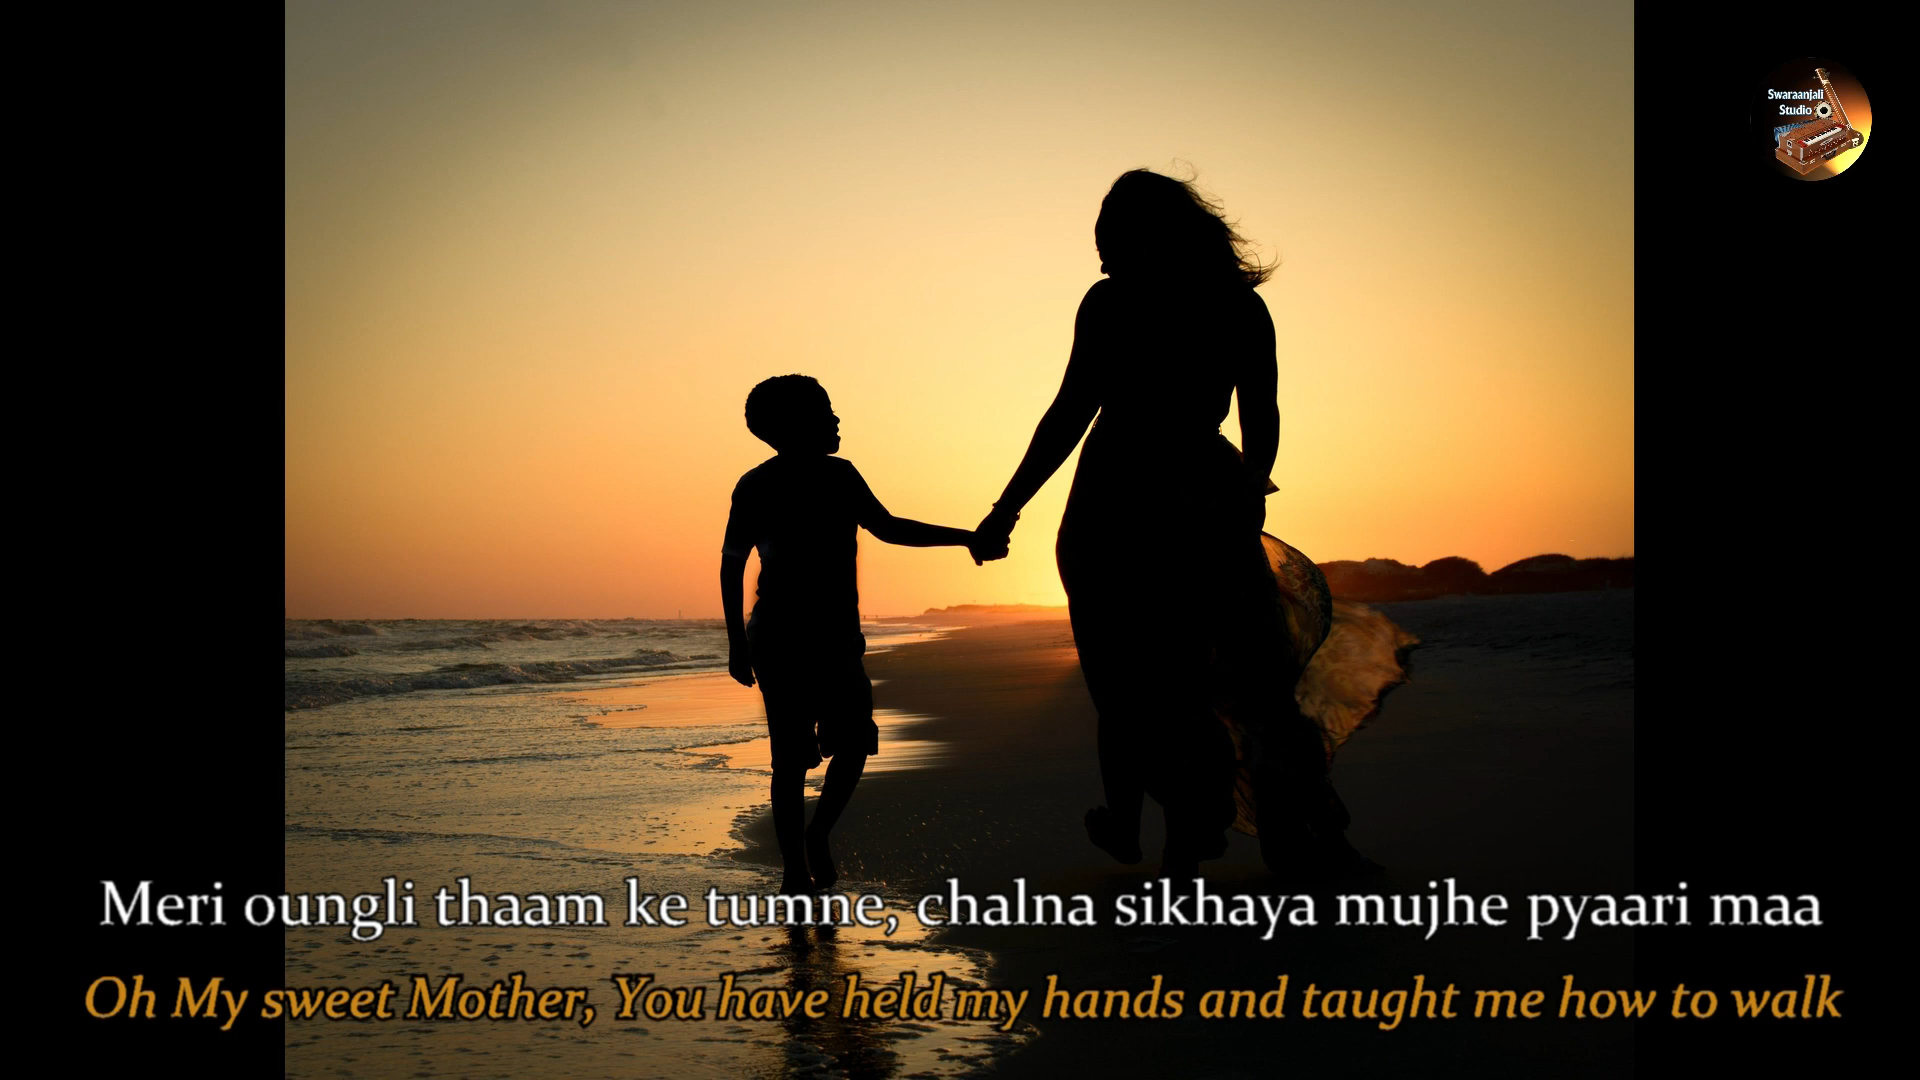 Swaraanjali
Studio
Meri oungli thaam ke tumne, chalna sikhaya mujhe pyaari maa
Oh My sweet Mother, You have held my hands and taught me how to walk